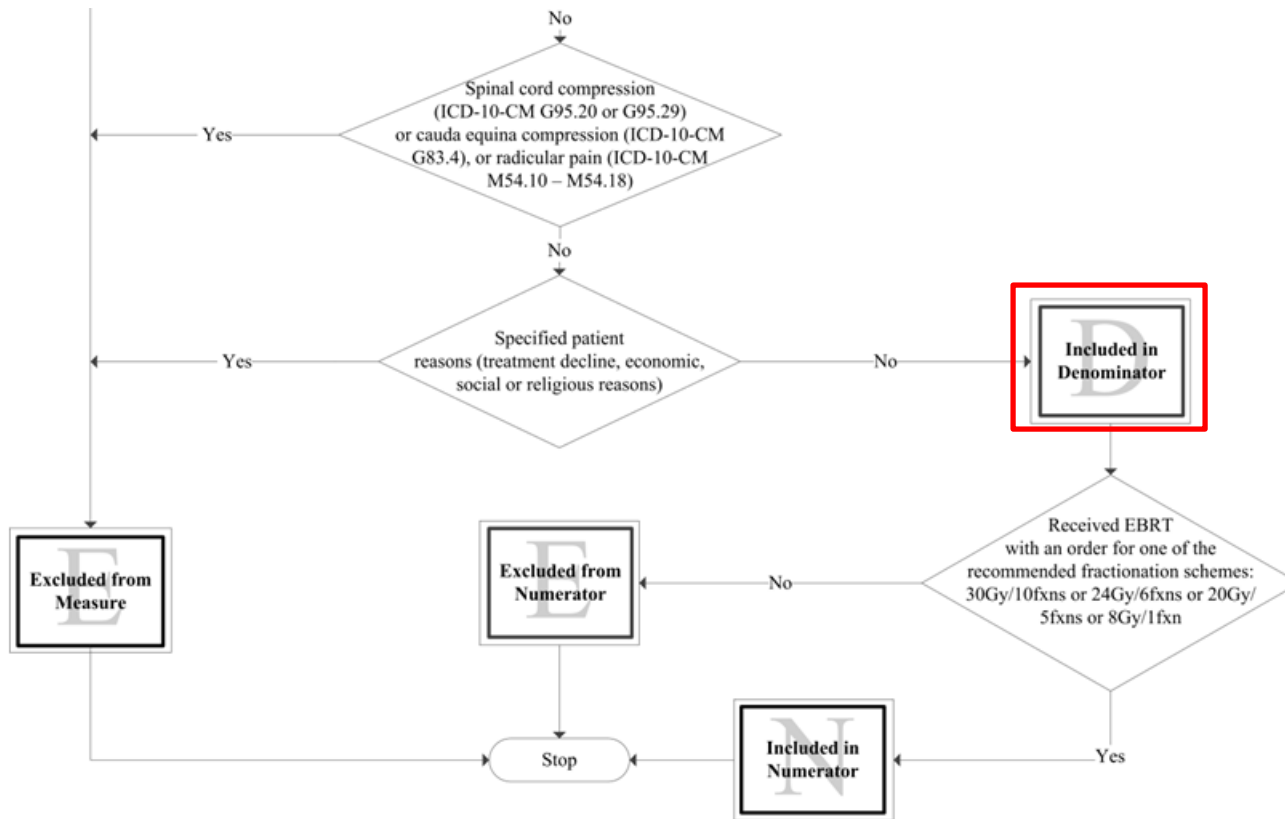 No
Spinal cord compression
(ICD-10-CM G95.20 or G95.29)
or cauda equina compression (ICD-10-CM
G83.4), or radicular pain (ICD-10-CM
M54.10 – M54.18)
Yes
No
Specified patient
reasons (treatment decline, economic,
social or religious reasons)
Yes
No
D
Included in
Denominator
Received EBRT
with an order for one of the
recommended fractionation schemes:
30Gy/10fxns or 24Gy/6fxns or 20Gy/
5fxns or 8Gy/1fxn
No
E
Excluded from
Numerator
E
Excluded from
Measure
Yes
N
Included in
Numerator
Stop